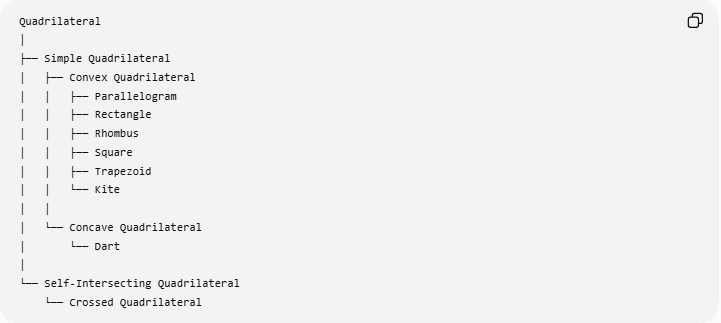 Quadrilateral
│
├── Simple Quadrilateral
│   ├── Convex Quadrilateral
│   │   ├── Parallelogram
│   │   ├── Rectangle
│   │   ├── Rhombus
│   │   ├── Square
│   │   ├── Trapezoid
│   │   └── Kite
│   │
│   └── Concave Quadrilateral
│       └── Dart
│
└── Self-Intersecting Quadrilateral
    └── Crossed Quadrilateral